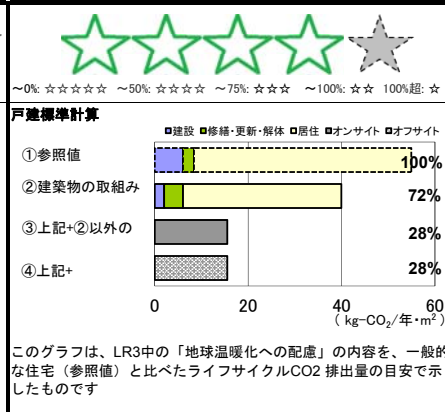 ~0%: ☆☆☆☆☆ ~50%: ☆☆☆☆ ~75%: ☆☆☆ ~100%: ☆☆ 100%超: ☆
戸建標準計算
■建設 ■修繕・更新・解体 □居住 ■オンサイト ■オフサイト
①参照値
100%
②建築物の取組み
72%
③上記+②以外の
28%
④上記+
28%
0 20 40 60
( kg-CO₂/年・m² )
このグラフは、LR3中の「地球温暖化への配慮」の内容を、一般的
な住宅（参照値）と比べたライフサイクルCO2 排出量の目安で示
したものです